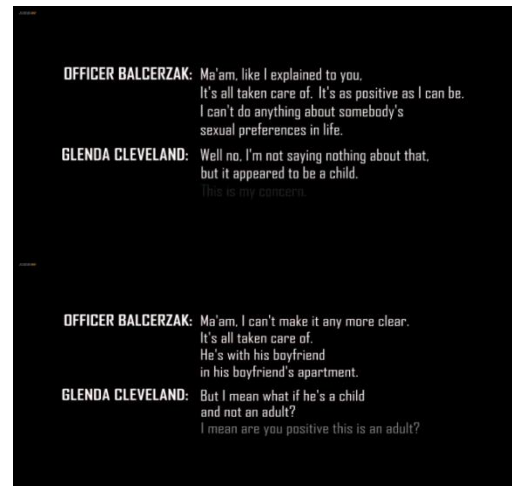 OFFICER BALCERZAK: Ma'am, like I explained to you,
It's all taken care of. It's as positive as I can be.
I can't do anything about somebody's
sexual preferences in life.
GLENDA CLEVELAND: Well no, I'm not saying nothing about that,
but it appeared to be a child.
This is my concern.
OFFICER BALCERZAK: Ma'am, I can't make it any more clear.
It's all taken care of.
He's with his boyfriend
in his boyfriend's apartment.
GLENDA CLEVELAND: But I mean what if he's a child
and not an adult?
I mean are you positive this is an adult?